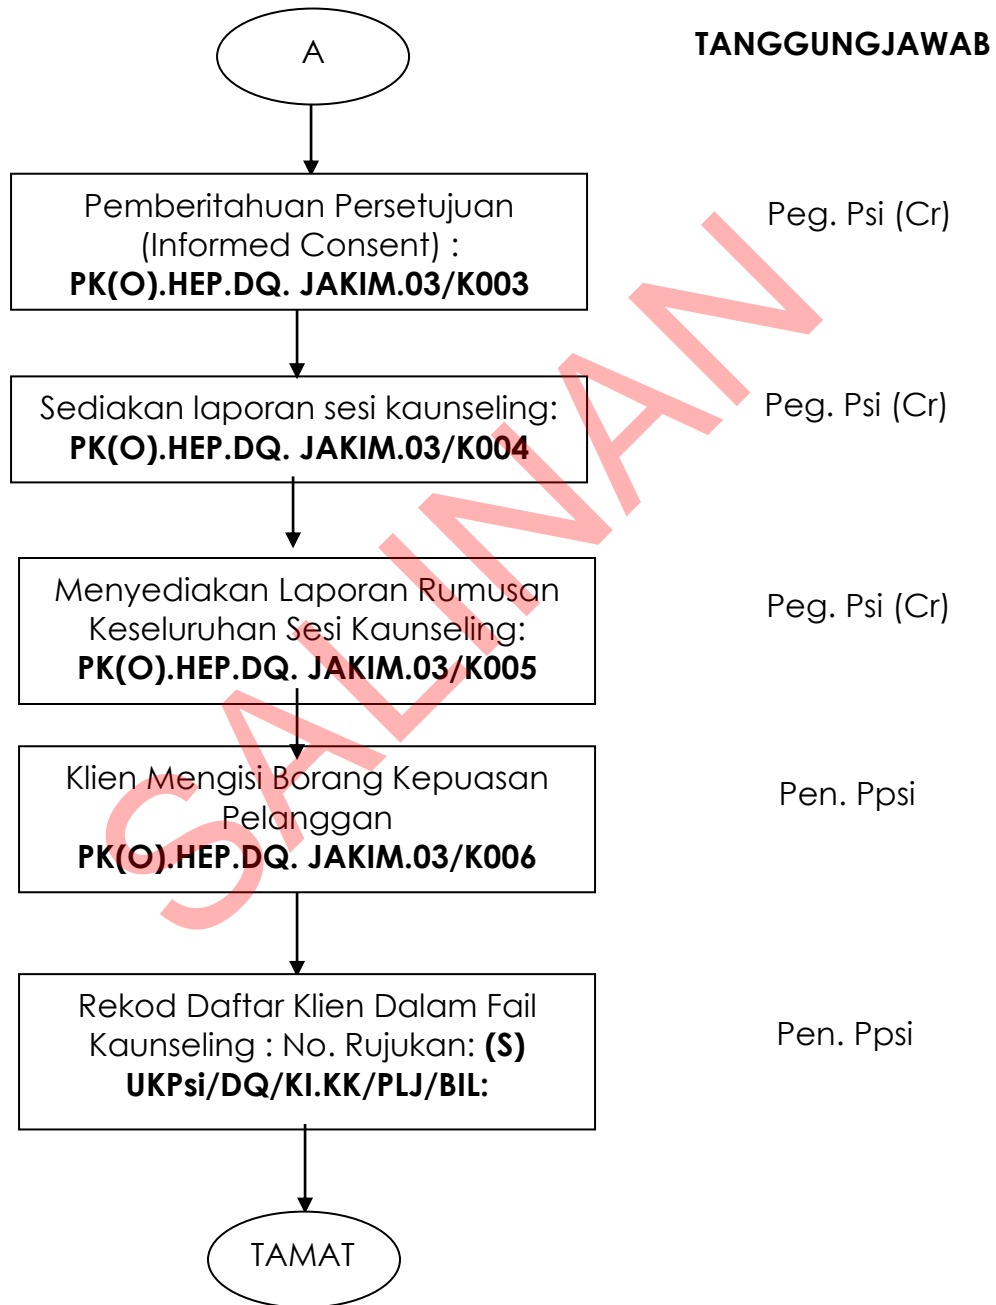 A
TANGGUNGJAWAB
Pemberitahuan Persetujuan
(Informed Consent) :
PK(O).HEP.DQ. JAKIM.03/K003
Peg. Psi (Cr)
Sediakan laporan sesi kaunseling:
PK(O).HEP.DQ. JAKIM.03/K004
Peg. Psi (Cr)
Menyediakan Laporan Rumusan
Keseluruhan Sesi Kaunseling:
PK(O).HEP.DQ. JAKIM.03/K005
Peg. Psi (Cr)
Klien Mengisi Borang Kepuasan
Pelanggan
PK(O).HEP.DQ. JAKIM.03/K006
Pen. Ppsi
Rekod Daftar Klien Dalam Fail
Kaunseling : No. Rujukan: (S)
UKPsi/DQ/KI.KK/PLJ/BIL:
Pen. Ppsi
TAMAT
SALINAN